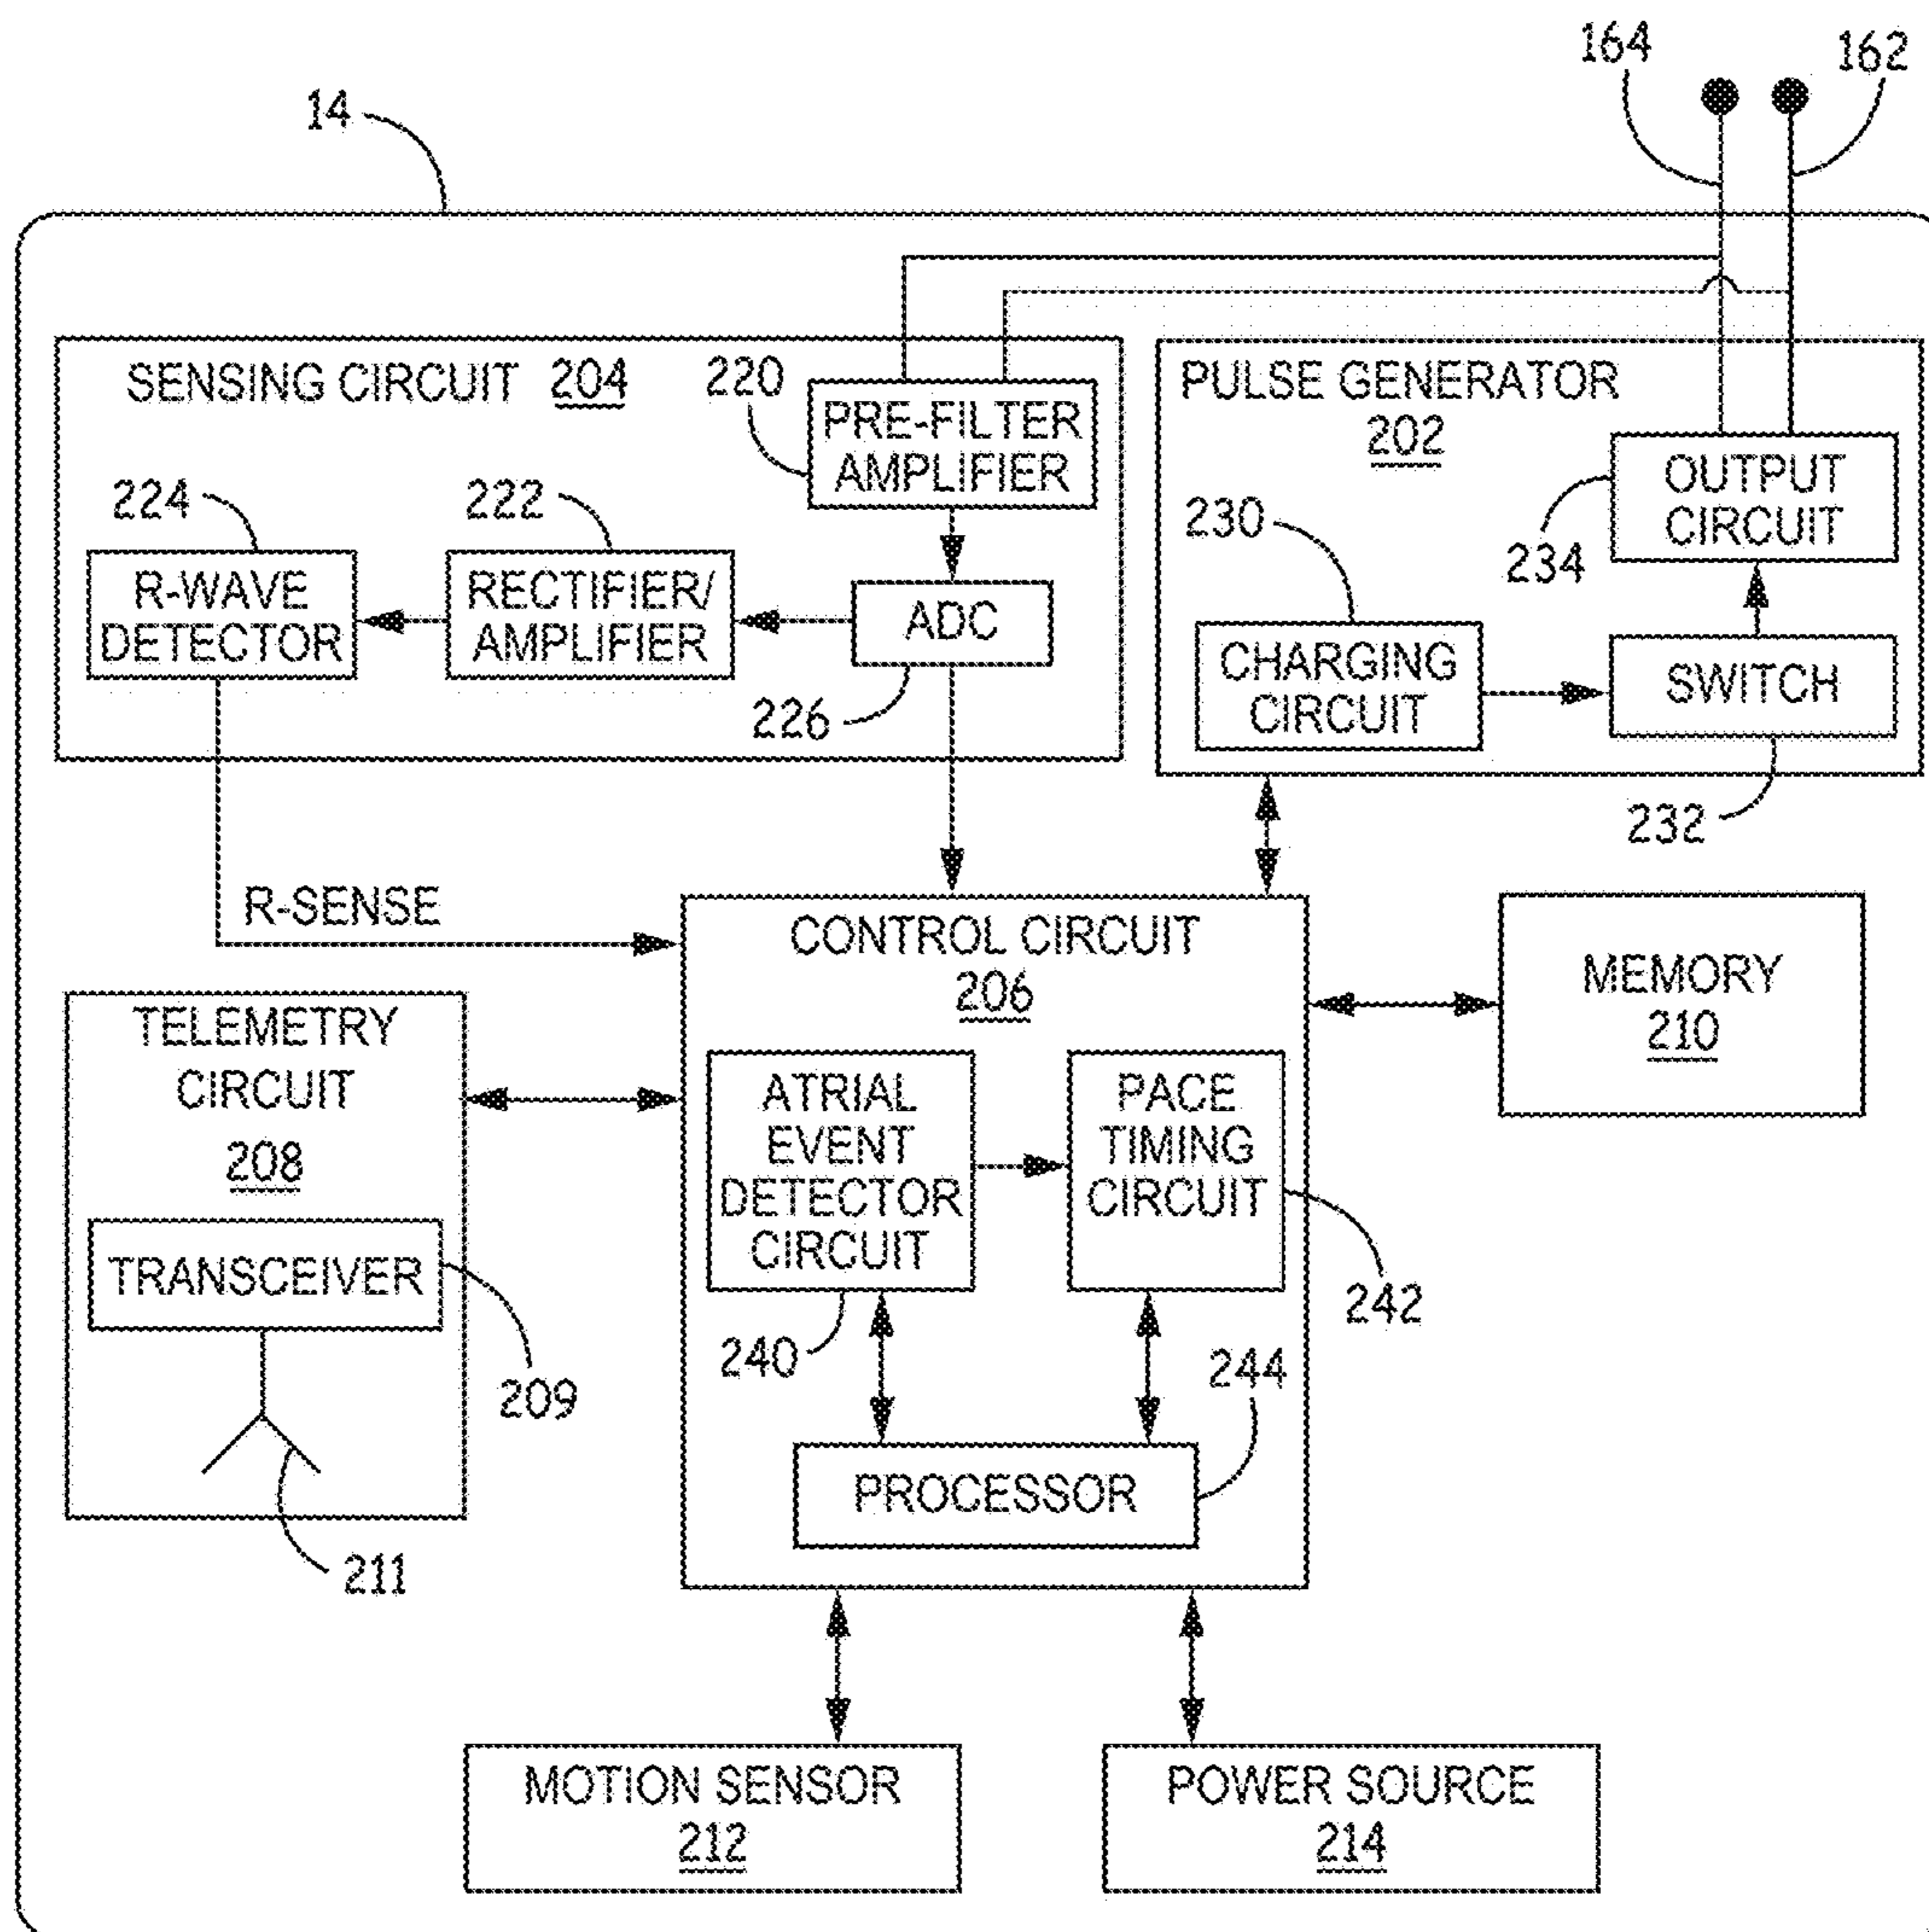 164
162
14
SENSING CIRCUIT 204
220
PRE-FILTER
AMPLIFIER
224
222
R-WAVE
DETECTOR
RECTIFIER/
AMPLIFIER
ADC
226
PULSE GENERATOR
202
230
OUTPUT
CIRCUIT
234
CHARGING
CIRCUIT
SWITCH
232
R-SENSE
CONTROL CIRCUIT
206
MEMORY
210
TELEMETRY
CIRCUIT
208
TRANSCEIVER
209
211
ATRIAL
EVENT
DETECTOR
CIRCUIT
PACE
TIMING
CIRCUIT
242
240
244
PROCESSOR
MOTION SENSOR
212
POWER SOURCE
214